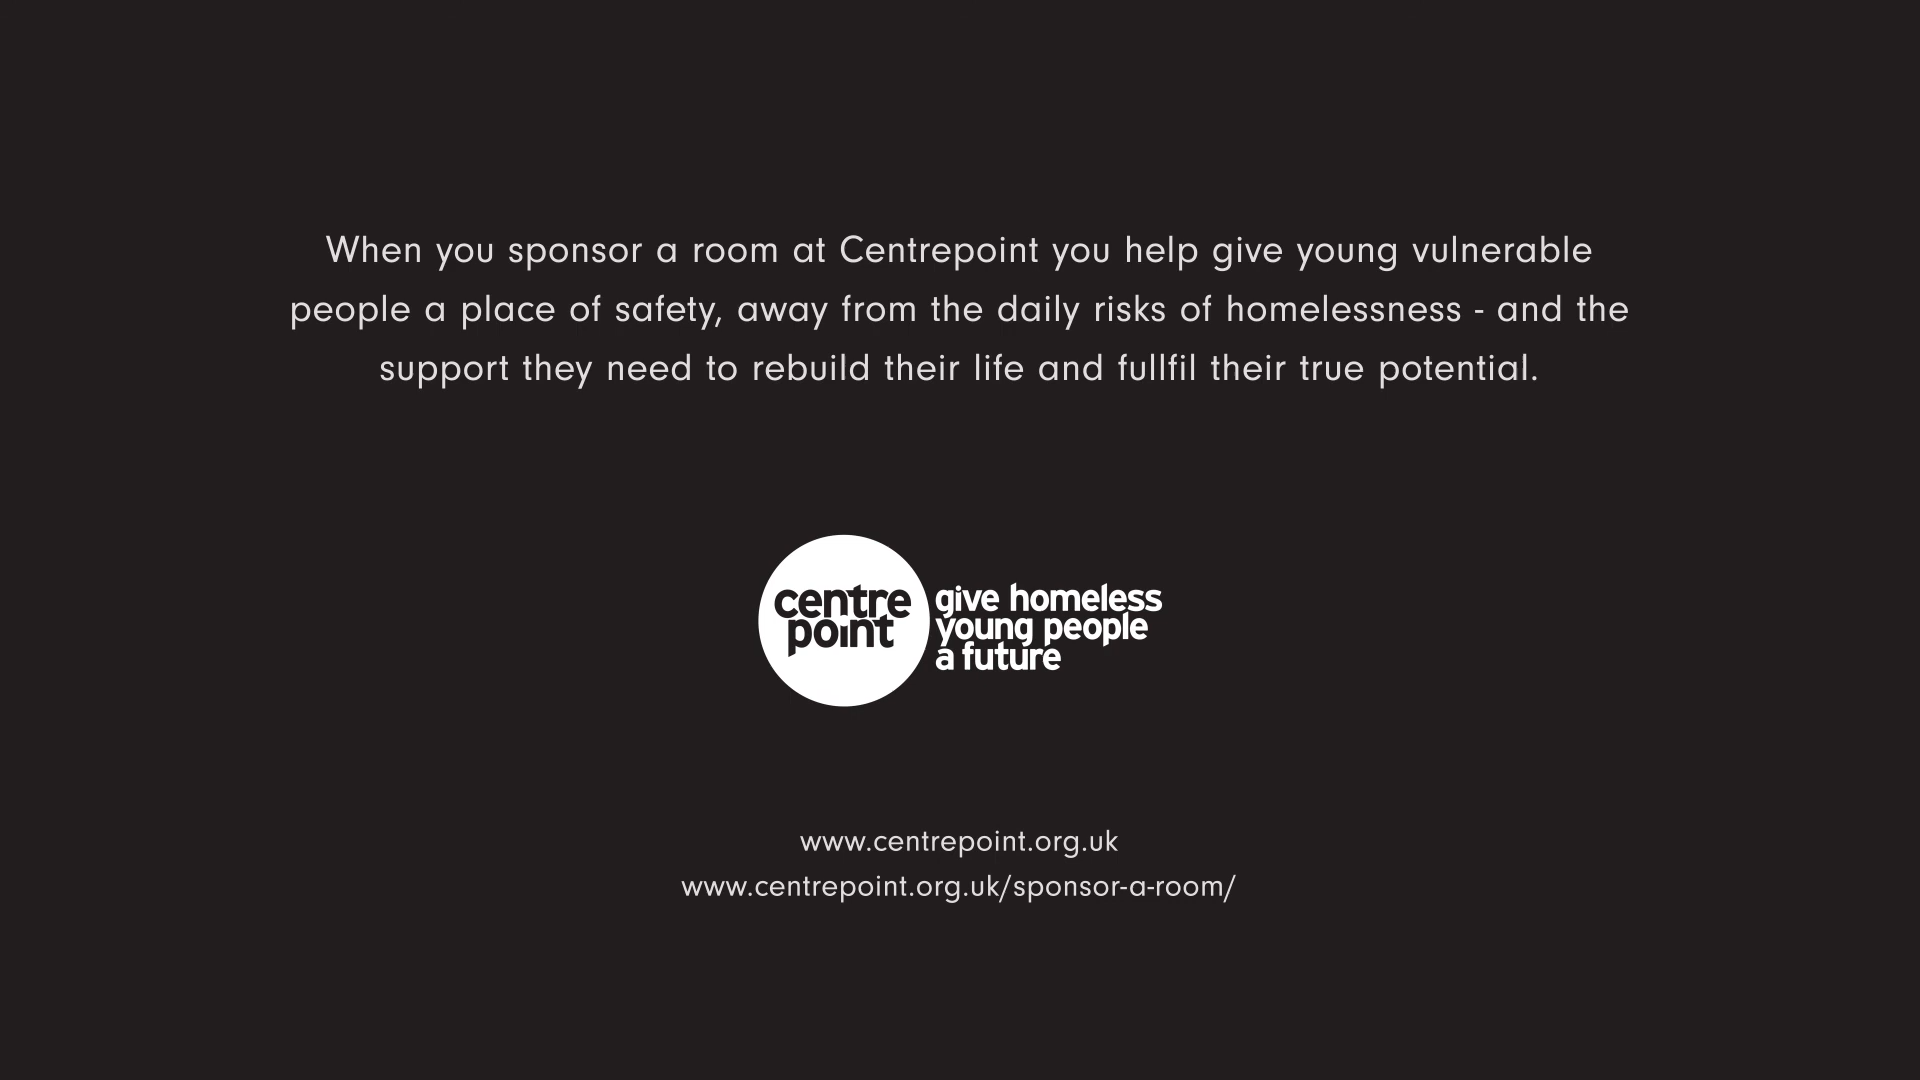 When you sponsor a room at Centrepoint you help give young vulnerable
people a place of safety, away from the daily risks of homelessness - and the
support they need to rebuild their life and fullfil their true potential.
centre
point
give homeless
young people
a future
www.centrepoint.org.uk
www.centrepoint.org.uk/sponsor-a-room/